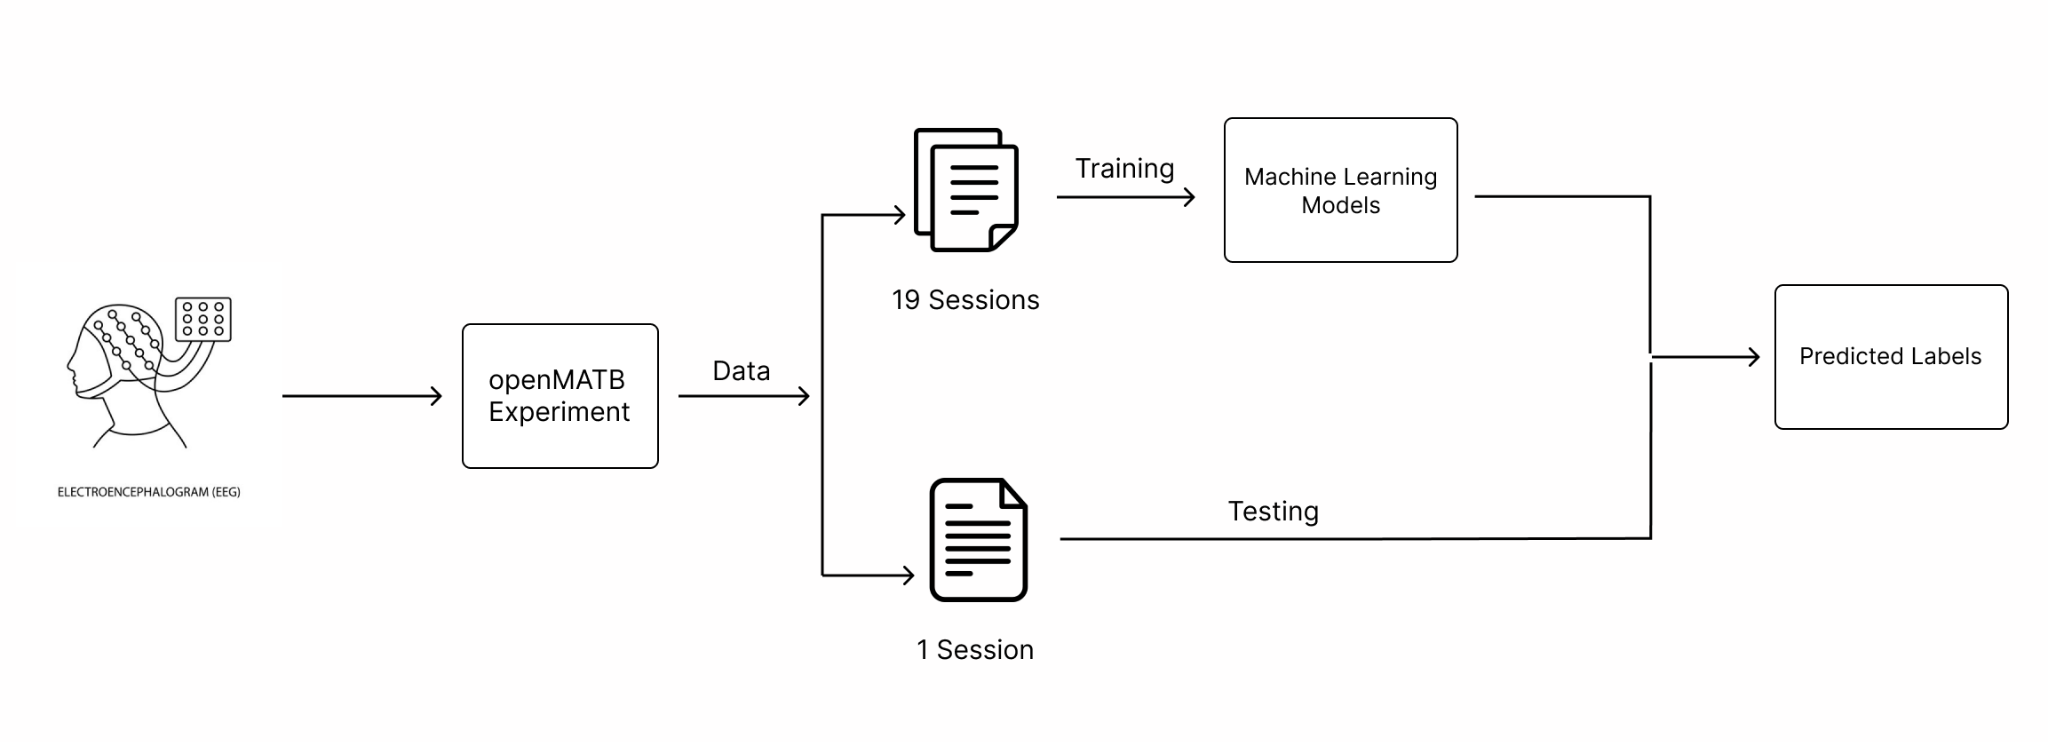 ELECTROENCEPHALOGRAM (EEG)
openMATB
Experiment
Data
19 Sessions
Training
Machine Learning
Models
1 Session
Testing
Predicted Labels